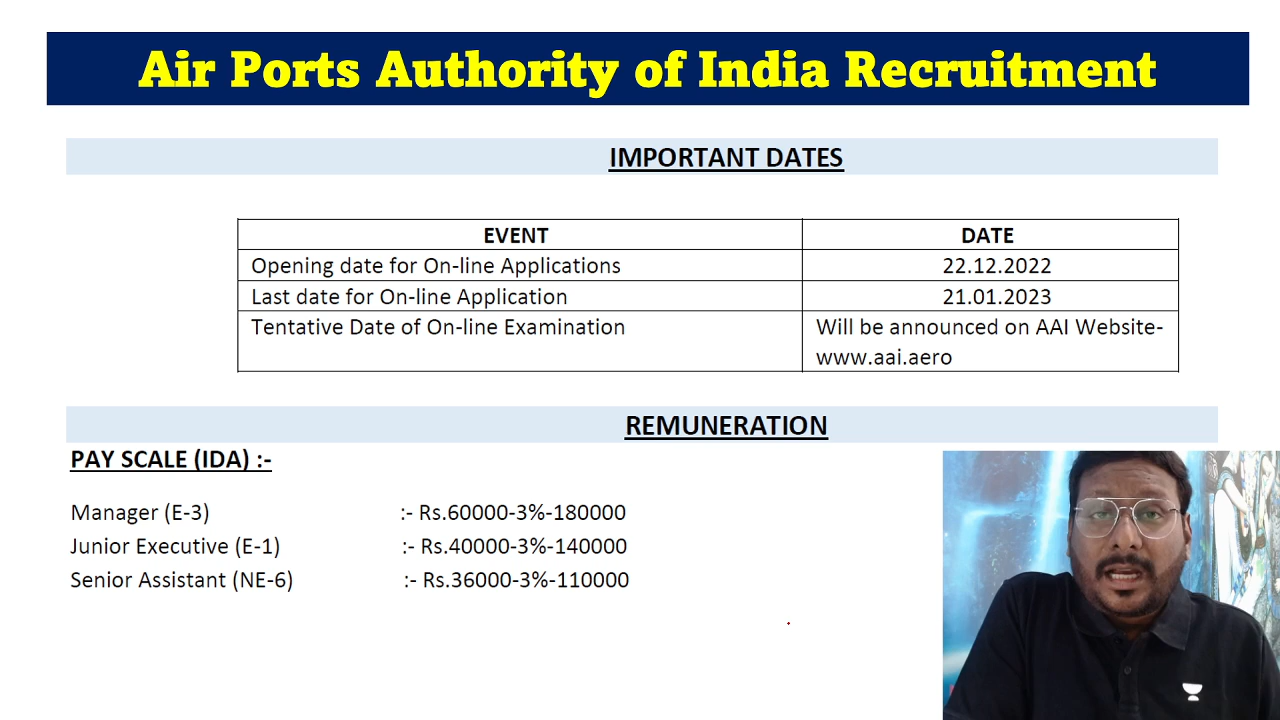 Air Ports Authority of India Recruitment
IMPORTANT DATES
EVENT DATE
Opening date for On-line Applications 22.12.2022
Last date for On-line Application 21.01.2023
Tentative Date of On-line Examination Will be announced on AAI Website-
www.aai.aero
REMUNERATION
PAY SCALE (IDA) :-
Manager (E-3) :- Rs.60000-3%-180000
Junior Executive (E-1) :- Rs.40000-3%-140000
Senior Assistant (NE-6) :- Rs.36000-3%-110000